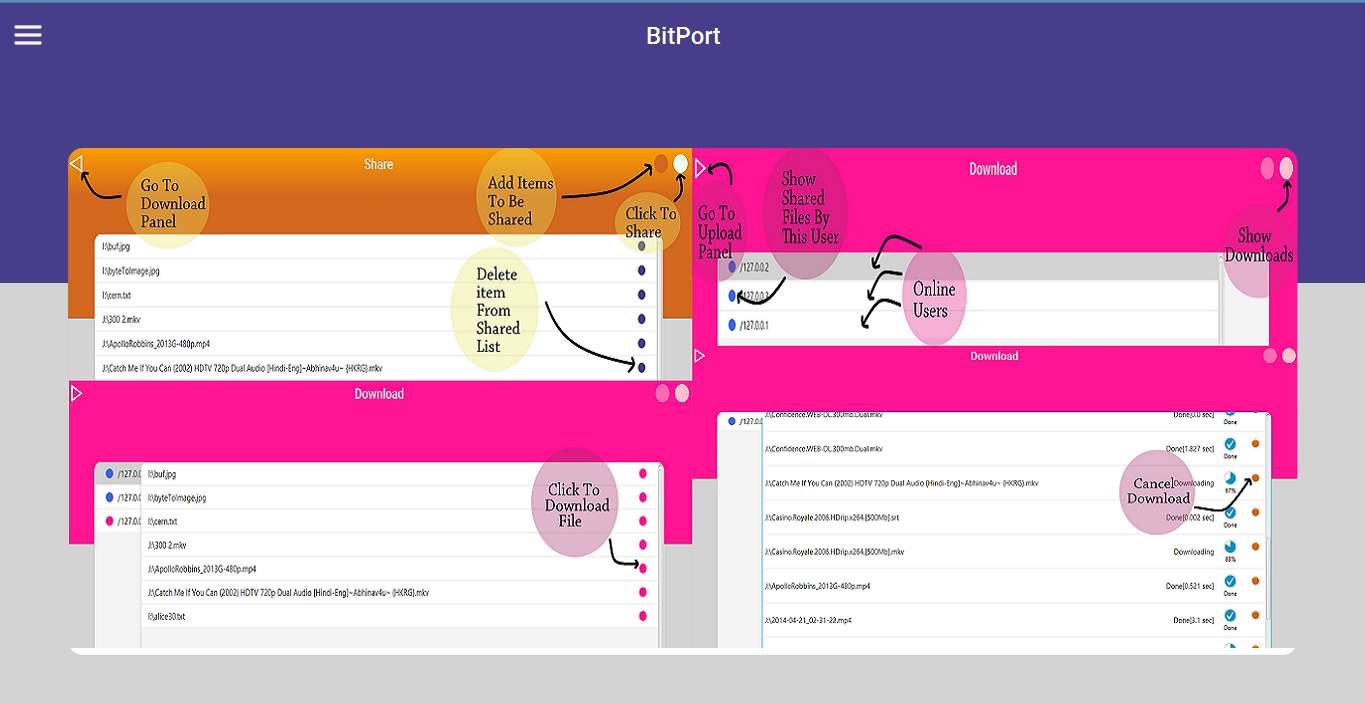 BitPort
Share
Go To
Download
Panel
Add Items
To Be
Shared
Click To
Share
Delete
item
From
Shared
List
I:\buf.jpg
I:\byteToImage.jpg
I:\cern.txt
J:\300 2.mkv
J:\ApolloRobbins_2013G-480p.mp4
J:\Catch Me If You Can (2002) HDTV 720p Dual Audio [Hindi-Eng]~Abhinav4u~ {HKRG}.mkv
Download
Go To
Upload
Panel
Show
Shared
Files By
This User
Online
Users
Show
Downloads
/127.0.0.2
/127.0.0.1
Download
/127.0.0
/127.0.0
/127.0.0
I:\buf.jpg
I:\byteToImage.jpg
I:\cern.txt
J:\300 2.mkv
J:\ApolloRobbins_2013G-480p.mp4
J:\Catch Me If You Can (2002) HDTV 720p Dual Audio [Hindi-Eng]~Abhinav4u~ {HKRG}.mkv
I:\alice30.txt
Click To
Download
File
Download
/127.0.0
J:\Confidence.WEB-DL.300mb.Dual.mkv Done[0.0 sec] Done
J:\Confidence.WEB-DL.300mb.Dual.mkv Done[1.827 sec] Done
J:\Catch Me If You Can (2002) HDTV 720p Dual Audio {Hindi-Eng}~Abhinav4u~ {HKRG}.mkv Downloading 67%
J:\Casino.Royale.2006.HDrip.x264.[500Mb].srt Done[0.002 sec] Done
J:\Casino.Royale.2006.HDrip.x264.[500Mb].mkv Downloading 88%
J:\ApolloRobbins_2013G-480p.mp4 Done[0.521 sec] Done
J:\2014-04-21_02-31-22.mp4 Done[3.1 sec] Done
Cancel
Download